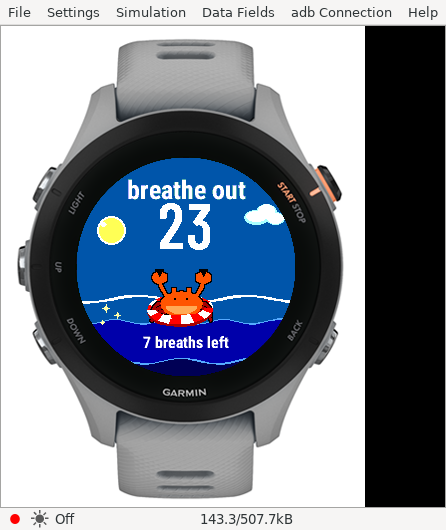 File Settings Simulation Data Fields adb Connection Help
LIGHT
START STOP
breathe out
23
UP
DOWN
BACK
7 breaths left
GARMIN
Off 143.3/507.7kB